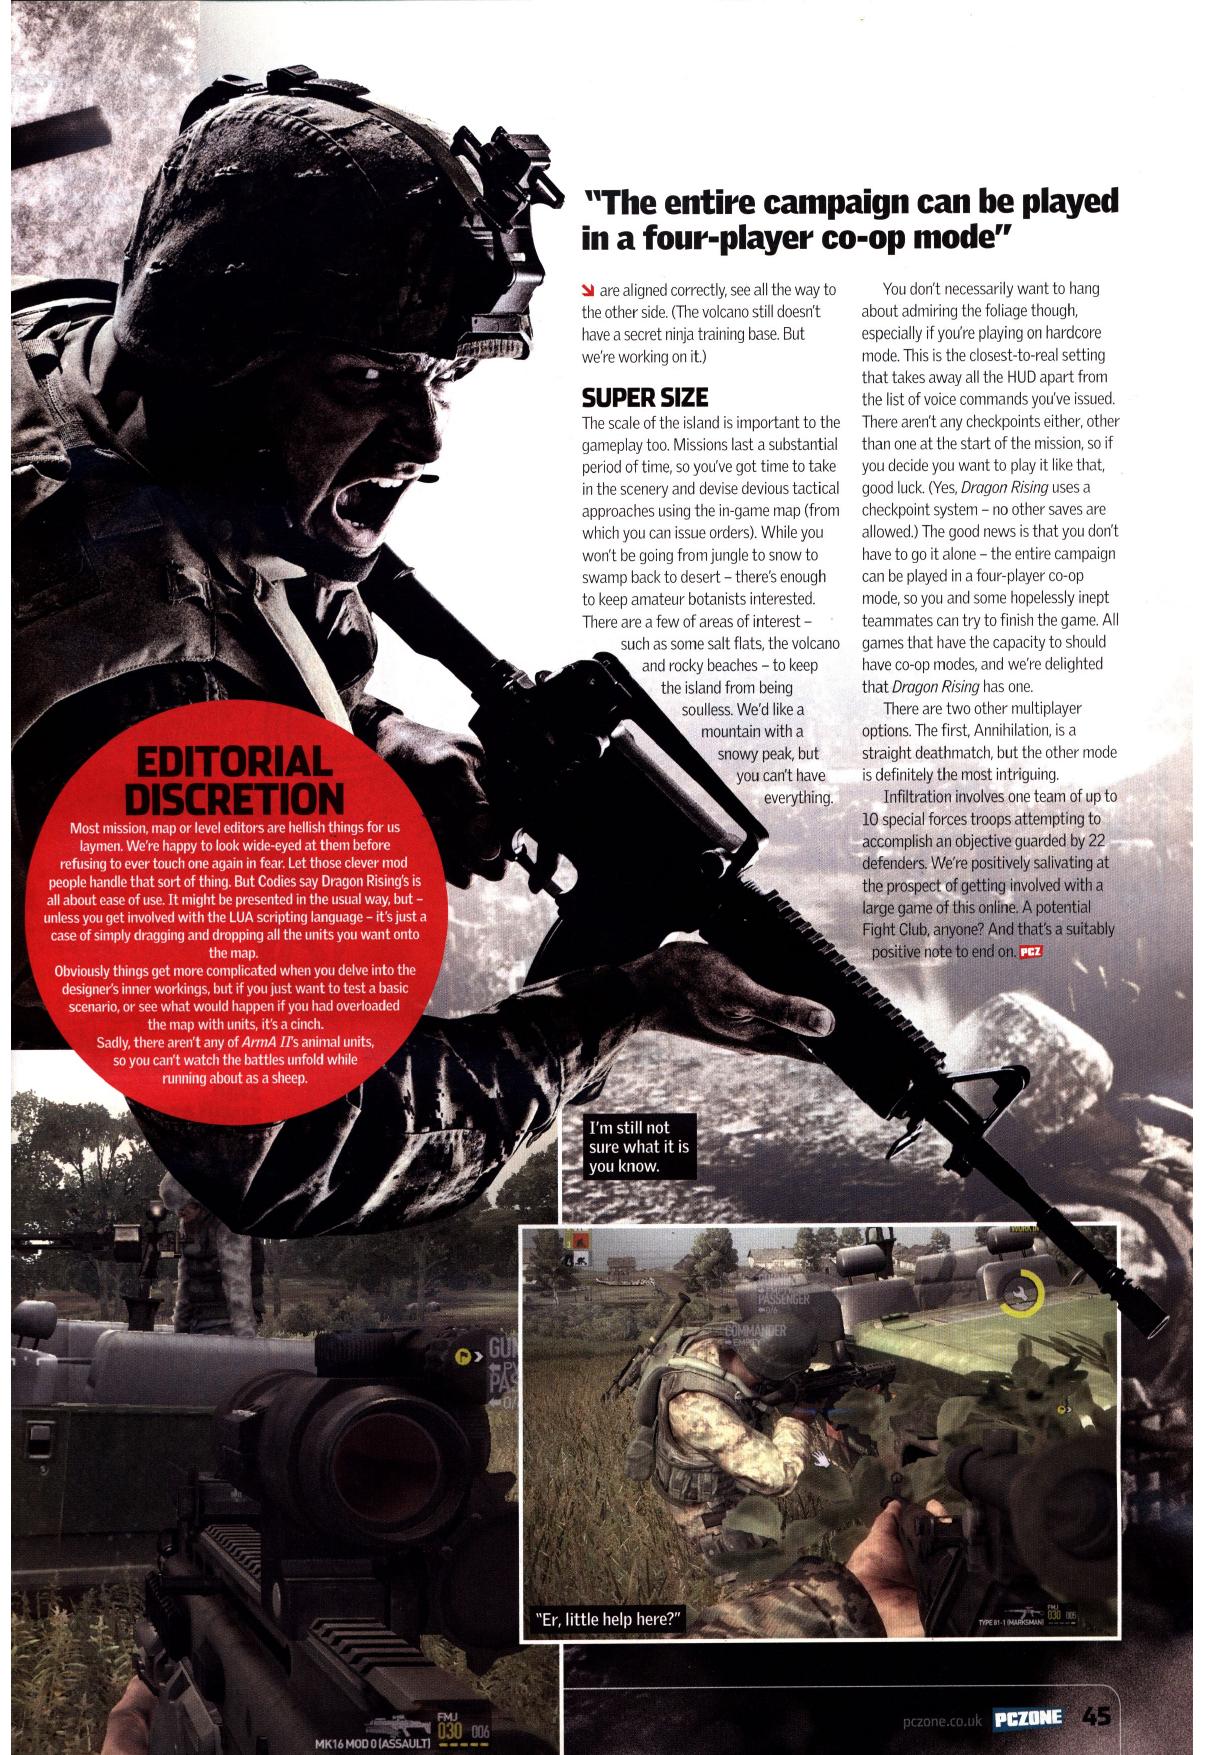 "The entire campaign can be played
in a four-player co-op mode"
are aligned correctly, see all the way to
the other side. (The volcano still doesn't
have a secret ninja training base. But
we're working on it.)
SUPER SIZE
The scale of the island is important to the
gameplay too. Missions last a substantial
period of time, so you've got time to take
in the scenery and devise devious tactical
approaches using the in-game map (from
which you can issue orders). While you
won't be going from jungle to snow to
swamp back to desert – there's enough
to keep amateur botanists interested.
There are a few of areas of interest –
such as some salt flats, the volcano
and rocky beaches – to keep
the island from being
soulless. We'd like a
mountain with a
snowy peak, but
you can't have
everything.
You don't necessarily want to hang
about admiring the foliage though,
especially if you're playing on hardcore
mode. This is the closest-to-real setting
that takes away all the HUD apart from
the list of voice commands you've issued.
There aren't any checkpoints either, other
than one at the start of the mission, so if
you decide you want to play it like that,
good luck. (Yes, Dragon Rising uses a
checkpoint system – no other saves are
allowed.) The good news is that you don't
have to go it alone – the entire campaign
can be played in a four-player co-op
mode, so you and some hopelessly inept
teammates can try to finish the game. All
games that have the capacity to should
have co-op modes, and we're delighted
that Dragon Rising has one.
There are two other multiplayer
options. The first, Annihilation, is a
straight deathmatch, but the other mode
is definitely the most intriguing.
Infiltration involves one team of up to
10 special forces troops attempting to
accomplish an objective guarded by 22
defenders. We're positively salivating at
the prospect of getting involved with a
large game of this online. A potential
Fight Club, anyone? And that's a suitably
positive note to end on. PCZ
EDITORIAL
DISCRETION
Most mission, map or level editors are hellish things for us
laymen. We're happy to look wide-eyed at them before
refusing to ever touch one again in fear. Let those clever mod
people handle that sort of thing. But Codies say Dragon Rising's is
all about ease of use. It might be presented in the usual way, but –
unless you get involved with the LUA scripting language – it's just a
case of simply dragging and dropping all the units you want onto
the map.
Obviously things get more complicated when you delve into the
designer's inner workings, but if you just want to test a basic
scenario, or see what would happen if you had overloaded
the map with units, it's a cinch.
Sadly, there aren't any of ArmA II's animal units,
so you can't watch the battles unfold while
running about as a sheep.
I'm still not
sure what it is
you know.
PASSENGER
0/6
COMMANDER
EMPTY
TYPE 81-1 (MARKSMAN)
FMJ
030 005
"Er, little help here?"
GUN
PAS
0/
MK16 MOD 0 (ASSAULT)
FMJ
030 006
pczone.co.uk PCZONE 45